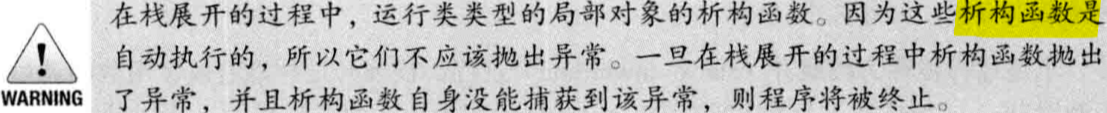 在栈展开的过程中，运行类类型的局部对象的析构函数。因为这些析构函数是
自动执行的，所以它们不应该抛出异常。一旦在栈展开的过程中析构函数抛出
了异常，并且析构函数自身没能捕获到该异常，则程序将被终止。
WARNING